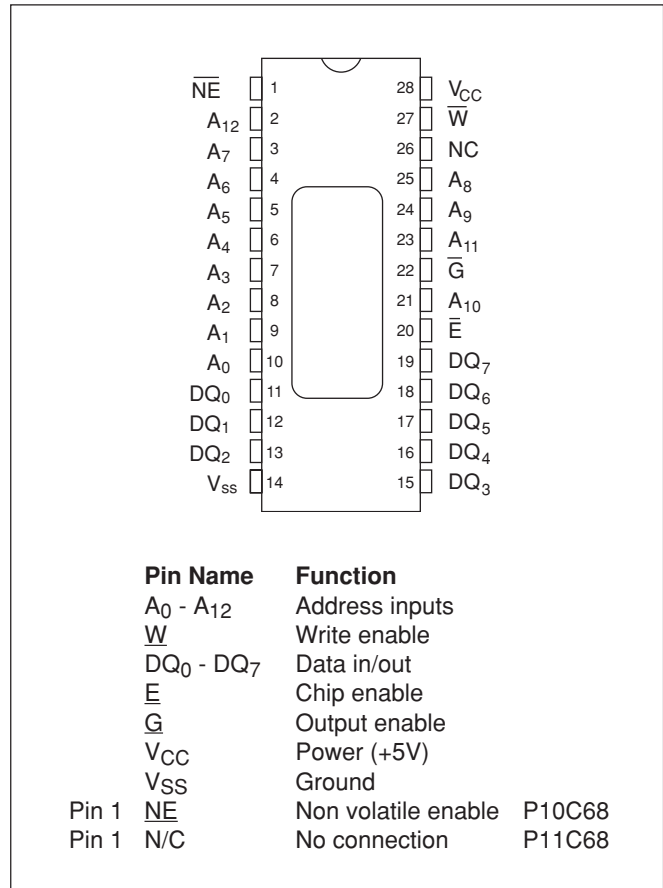 NE 1 28 VCC
A12 2 27 W
A7 3 26 NC
A6 4 25 A8
A5 5 24 A9
A4 6 23 A11
A3 7 22 G
A2 8 21 A10
A1 9 20 E
A0 10 19 DQ7
DQ0 11 18 DQ6
DQ1 12 17 DQ5
DQ2 13 16 DQ4
Vss 14 15 DQ3
Pin Name Function
A0 - A12 Address inputs
W Write enable
DQ0 - DQ7 Data in/out
E Chip enable
G Output enable
VCC Power (+5V)
VSS Ground
Pin 1 NE Non volatile enable P10C68
Pin 1 N/C No connection P11C68